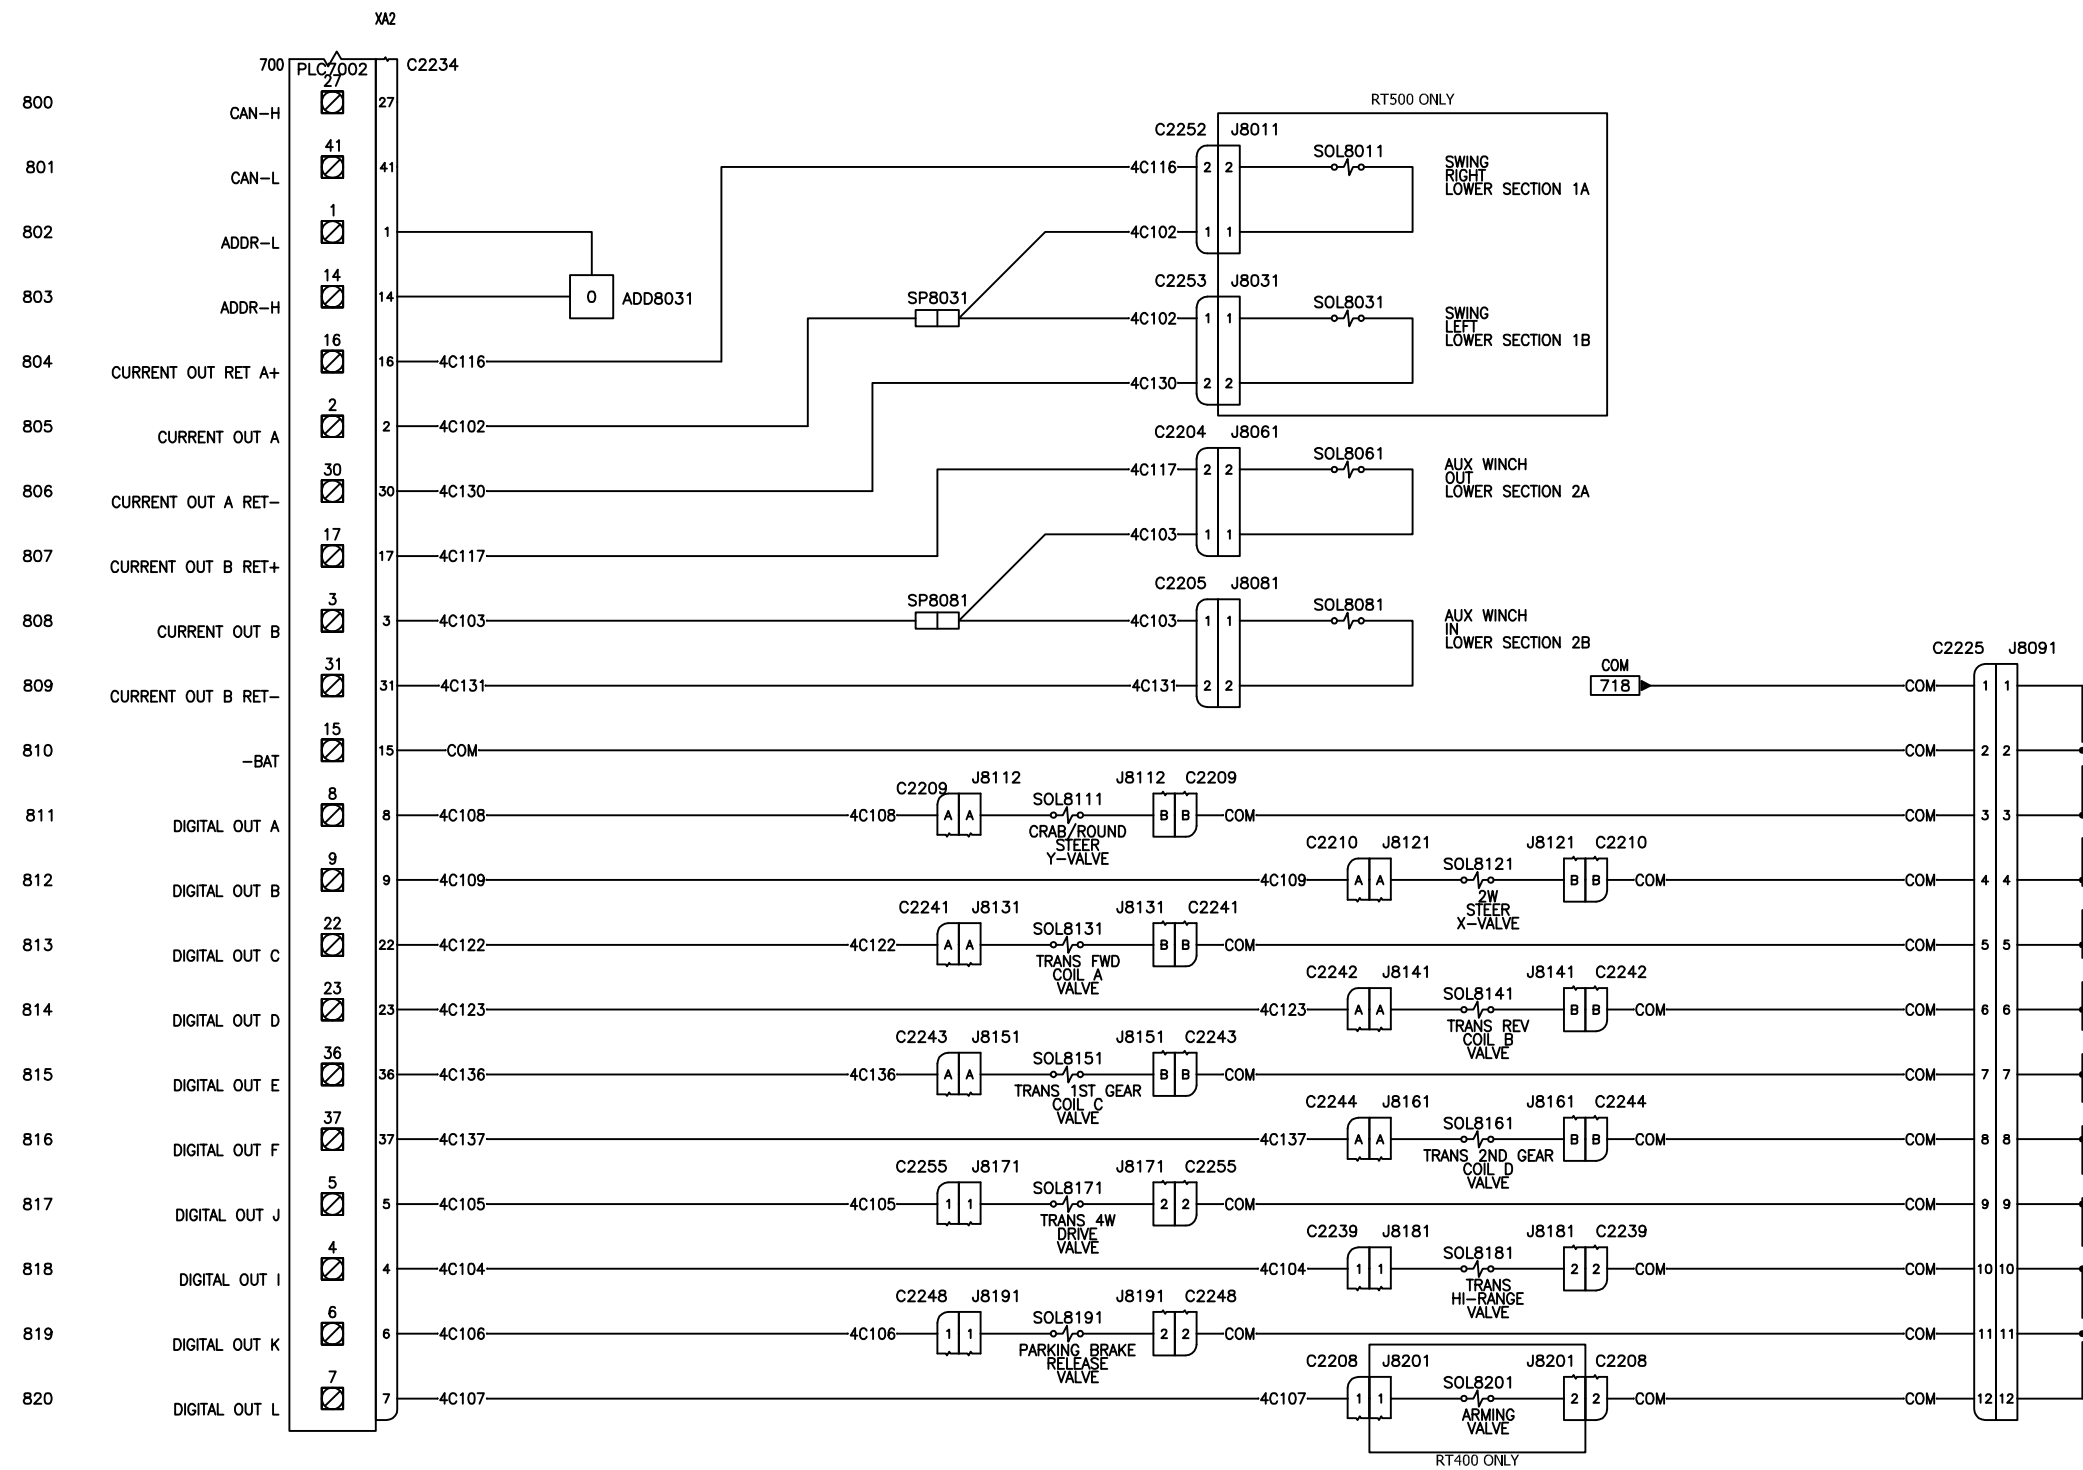 XA2
700 PLC7002 C2234
800 CAN-H 27 27
RT500 ONLY
C2252 J8011
801 CAN-L 41 41 4C116 2 2 SOL8011 SWING
RIGHT
LOWER SECTION 1A
802 ADDR-L 1 1 4C102 1 1
C2253 J8031
803 ADDR-H 14 14 0 ADD8031
SP8031 4C102 1 1 SOL8031 SWING
LEFT
LOWER SECTION 1B
804 CURRENT OUT RET A+ 16 16 4C116
4C130 2 2
805 CURRENT OUT A 2 2 4C102
C2204 J8061
4C117 2 2 SOL8061 AUX WINCH
OUT
LOWER SECTION 2A
806 CURRENT OUT A RET- 30 30 4C130
4C103 1 1
807 CURRENT OUT B RET+ 17 17 4C117
C2205 J8081
808 CURRENT OUT B 3 3 4C103 SP8081 4C103 1 1 SOL8081 AUX WINCH
IN
LOWER SECTION 2B
C2225 J8091
COM
809 CURRENT OUT B RET- 31 31 4C131 4C131 2 2 718 COM 1 1
810 -BAT 15 15 COM COM 2 2
C2209 J8112 J8112 C2209
811 DIGITAL OUT A 8 8 4C108 4C108 A A SOL8111 B B COM COM 3 3
CRAB/ROUND
STEER
Y-VALVE
C2210 J8121 J8121 C2210
812 DIGITAL OUT B 9 9 4C109 4C109 A A SOL8121 B B COM COM 4 4
2W
STEER
X-VALVE
C2241 J8131 J8131 C2241
813 DIGITAL OUT C 22 22 4C122 4C122 A A SOL8131 B B COM COM 5 5
TRANS FWD
COIL A
VALVE
C2242 J8141 J8141 C2242
814 DIGITAL OUT D 23 23 4C123 4C123 A A SOL8141 B B COM COM 6 6
TRANS REV
COIL B
VALVE
C2243 J8151 J8151 C2243
815 DIGITAL OUT E 36 36 4C136 4C136 A A SOL8151 B B COM COM 7 7
TRANS 1ST GEAR
COIL C
VALVE
C2244 J8161 J8161 C2244
816 DIGITAL OUT F 37 37 4C137 4C137 A A SOL8161 B B COM COM 8 8
TRANS 2ND GEAR
COIL D
VALVE
C2255 J8171 J8171 C2255
817 DIGITAL OUT J 5 5 4C105 4C105 1 1 SOL8171 2 2 COM COM 9 9
TRANS 4W
DRIVE
VALVE
C2239 J8181 J8181 C2239
818 DIGITAL OUT I 4 4 4C104 4C104 1 1 SOL8181 2 2 COM COM 10 10
TRANS
HI-RANGE
VALVE
C2248 J8191 J8191 C2248
819 DIGITAL OUT K 6 6 4C106 4C106 1 1 SOL8191 2 2 COM COM 11 11
PARKING BRAKE
RELEASE
VALVE
C2208 J8201 J8201 C2208
820 DIGITAL OUT L 7 7 4C107 4C107 1 1 SOL8201 2 2 COM COM 12 12
ARMING
VALVE
RT400 ONLY